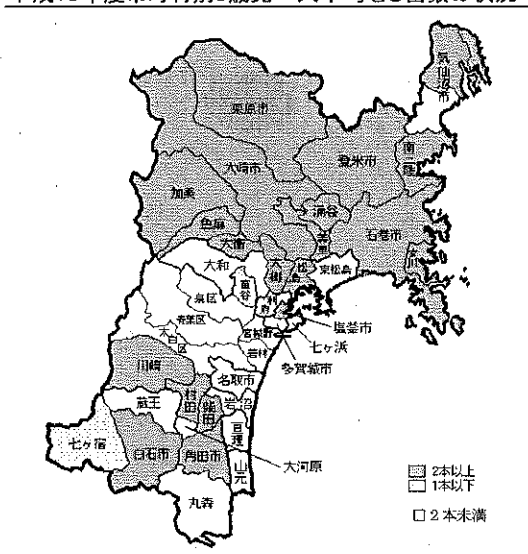 気仙沼市
栗原市
登米市
南三陸
大崎市
加美
涌谷
色麻
美里
石巻市
大衡
女川
大和
大郷
松島
東松島
富谷
泉区
利府
塩釜市
青葉区
宮城野
七ヶ浜
太白区
若林
多賀城市
川崎
名取市
村田
柴田
岩沼
蔵王
七ヶ宿
亘理
白石市
角田市
大河原
山元
丸森
2本以上
1本以下
2本未満